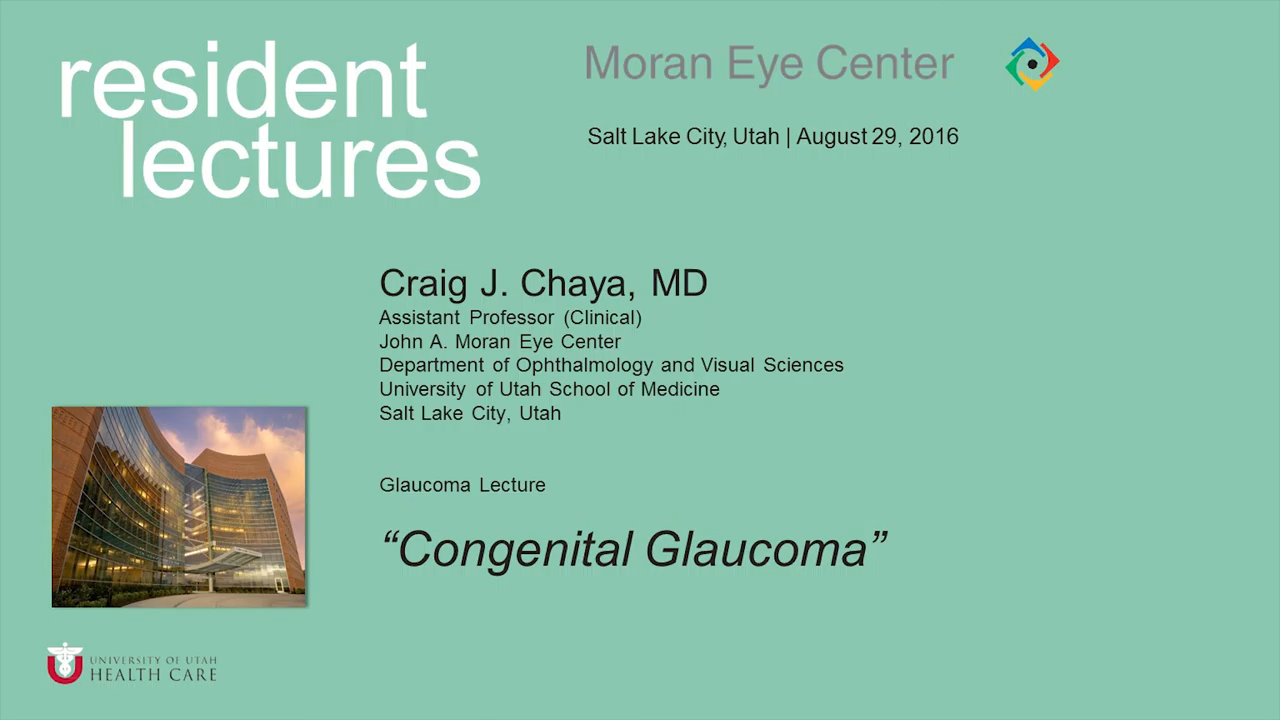 resident
lectures
Moran Eye Center
Salt Lake City, Utah | August 29, 2016
Craig J. Chaya, MD
Assistant Professor (Clinical)
John A. Moran Eye Center
Department of Ophthalmology and Visual Sciences
University of Utah School of Medicine
Salt Lake City, Utah
Glaucoma Lecture
“Congenital Glaucoma”
UNIVERSITY OF UTAH
HEALTH CARE